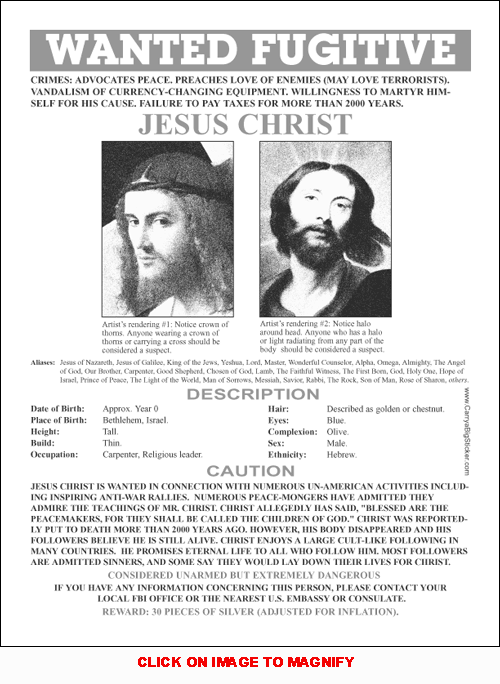 WANTED FUGITIVE
CRIMES: ADVOCATES PEACE. PREACHES LOVE OF ENEMIES (MAY LOVE TERRORISTS).
VANDALISM OF CURRENCY-CHANGING EQUIPMENT. WILLINGNESS TO MARTYR HIM-
SELF FOR HIS CAUSE. FAILURE TO PAY TAXES FOR MORE THAN 2000 YEARS.
JESUS CHRIST
Artist's rendering #1: Notice crown of
thorns. Anyone wearing a crown of
thorns or carrying a cross should be
considered a suspect.
Artist's rendering #2: Notice halo
around head. Anyone who has a halo
or light radiating from any part of the
body should be considered a suspect.
Aliases: Jesus of Nazareth, Jesus of Galilee, King of the Jews, Yeshua, Lord, Master, Wonderful Counselor, Alpha, Omega, Almighty, The Angel
of God, Our Brother, Carpenter, Good Shepherd, Chosen of God, Lamb, The Faithful Witness, The First Born, God, Holy One, Hope of
Israel, Prince of Peace, The Light of the World, Man of Sorrows, Messiah, Savior, Rabbi, The Rock, Son of Man, Rose of Sharon, others.
DESCRIPTION
Date of Birth: Approx. Year 0
Place of Birth: Bethlehem, Israel.
Height: Tall.
Build: Thin.
Occupation: Carpenter, Religious leader.
Hair: Described as golden or chestnut.
Eyes: Blue.
Complexion: Olive.
Sex: Male.
Ethnicity: Hebrew.
www.CarryaBigSticker.com
CAUTION
JESUS CHRIST IS WANTED IN CONNECTION WITH NUMEROUS UN-AMERICAN ACTIVITIES INCLUD-
ING INSPIRING ANTI-WAR RALLIES. NUMEROUS PEACE-MONGERS HAVE ADMITTED THEY
ADMIRE THE TEACHINGS OF MR. CHRIST. CHRIST ALLEGEDLY HAS SAID, "BLESSED ARE THE
PEACEMAKERS, FOR THEY SHALL BE CALLED THE CHILDREN OF GOD." CHRIST WAS REPORTED-
LY PUT TO DEATH MORE THAN 2000 YEARS AGO. HOWEVER, HIS BODY DISAPPEARED AND HIS
FOLLOWERS BELIEVE HE IS STILL ALIVE. CHRIST ENJOYS A LARGE CULT-LIKE FOLLOWING IN
MANY COUNTRIES. HE PROMISES ETERNAL LIFE TO ALL WHO FOLLOW HIM. MOST FOLLOWERS
ARE ADMITTED SINNERS, AND SOME SAY THEY WOULD LAY DOWN THEIR LIVES FOR CHRIST.
CONSIDERED UNARMED BUT EXTREMELY DANGEROUS
IF YOU HAVE ANY INFORMATION CONCERNING THIS PERSON, PLEASE CONTACT YOUR
LOCAL FBI OFFICE OR THE NEAREST U.S. EMBASSY OR CONSULATE.
REWARD: 30 PIECES OF SILVER (ADJUSTED FOR INFLATION).
CLICK ON IMAGE TO MAGNIFY